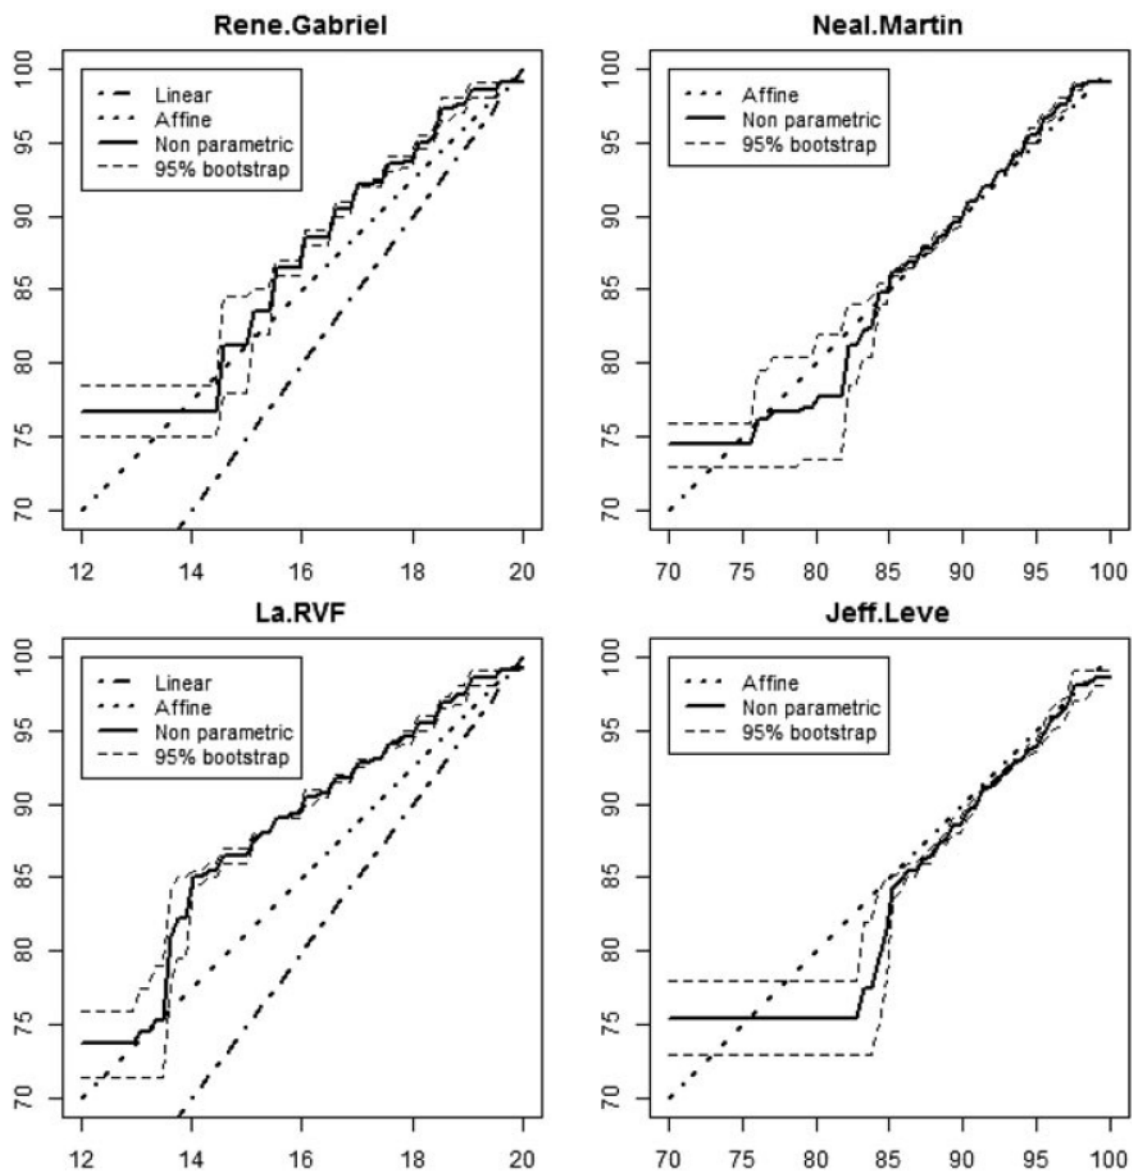 Rene.Gabriel
Linear
Affine
Non parametric
95% bootstrap
100
95
90
85
80
75
70
12 14 16 18 20
Neal.Martin
Affine
Non parametric
95% bootstrap
100
95
90
85
80
75
70
70 75 80 85 90 95 100
La.RVF
Linear
Affine
Non parametric
95% bootstrap
100
95
90
85
80
75
70
12 14 16 18 20
Jeff.Leve
Affine
Non parametric
95% bootstrap
100
95
90
85
80
75
70
70 75 80 85 90 95 100